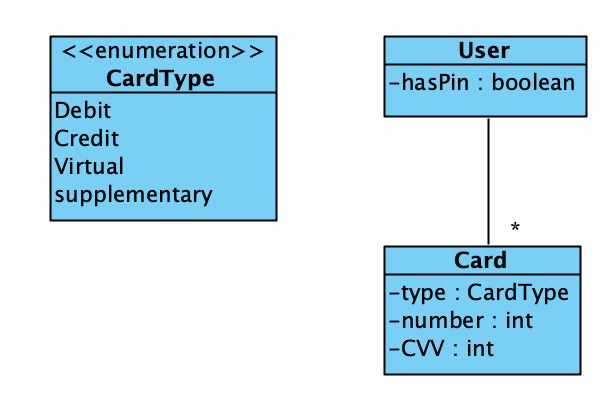 <<enumeration>>
CardType
Debit
Credit
Virtual
supplementary
User
-hasPin : boolean
*
Card
-type : CardType
-number : int
-CVV : int